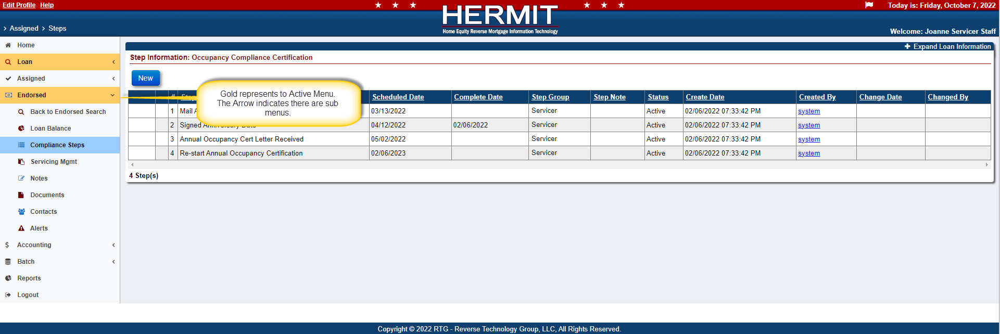 Edit Profile Help
HERMIT
Home Equity Reverse Mortgage Information Technology
Today is: Friday, October 7, 2022
> Assigned > Steps
Welcome: Joanne Servicer Staff
Home
Loan
Assigned
Endorsed
Back to Endorsed Search
Loan Balance
Compliance Steps
Servicing Mgmt
Notes
Documents
Contacts
Alerts
$ Accounting
Batch
Reports
Logout
Expand Loan Information
Step Information: Occupancy Compliance Certification
New
Gold represents to Active Menu.
The Arrow indicates there are sub
menus.
# Scheduled Date Complete Date Step Group Step Note Status Create Date Created By Change Date Changed By
1 Mail 03/13/2022 Servicer Active 02/06/2022 07:33:42 PM system
2 Signed Anniversary Date 04/12/2022 02/06/2022 Servicer Active 02/06/2022 07:33:42 PM system
3 Annual Occupancy Cert Letter Received 05/02/2022 Servicer Active 02/06/2022 07:33:42 PM system
4 Re-start Annual Occupancy Certification 02/06/2023 Servicer Active 02/06/2022 07:33:42 PM system
4 Step(s)
Copyright © 2022 RTG - Reverse Technology Group, LLC, All Rights Reserved.